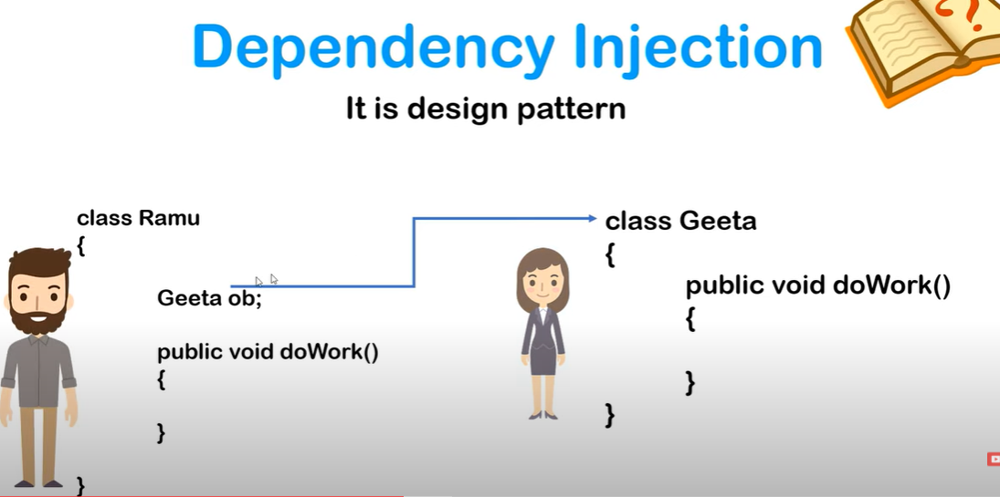 Dependency Injection
It is design pattern
class Ramu
{
Geeta ob;
public void doWork()
{
}
}
class Geeta
{
public void doWork()
{
}
}
?